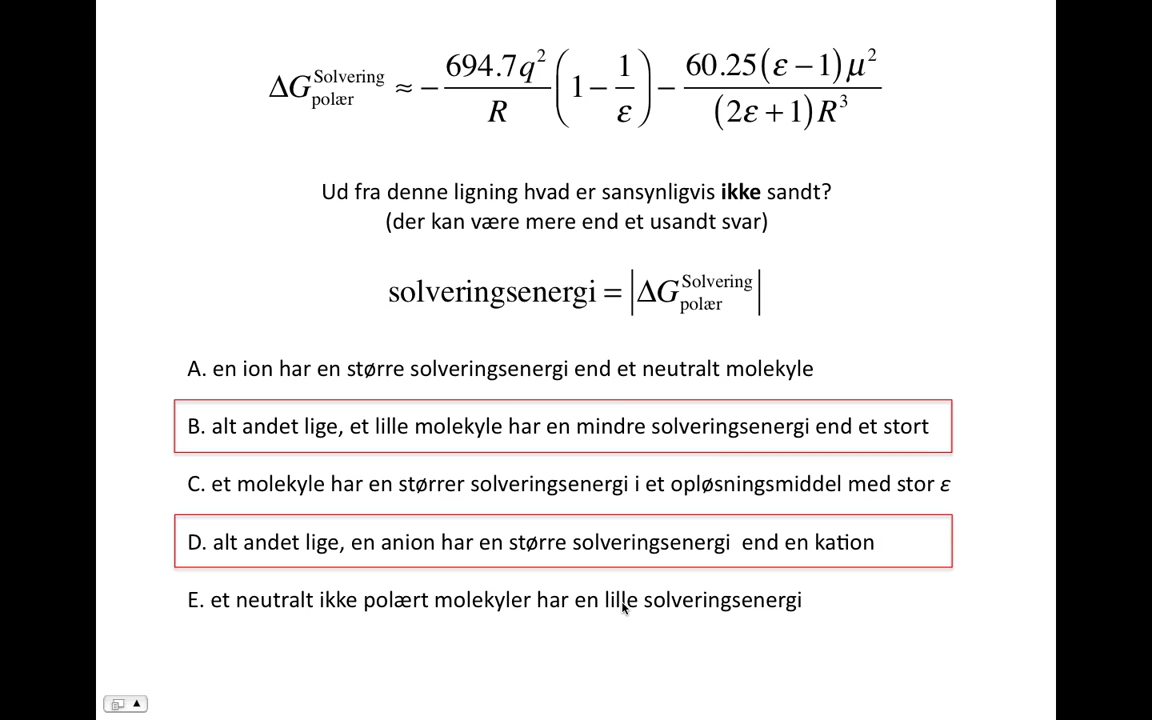 ΔG^Solvering_polær ≈ − 694.7q²/R (1 − 1/ε) − 60.25(ε − 1)μ²/(2ε + 1)R³
Ud fra denne ligning hvad er sansynligvis ikke sandt?
(der kan være mere end et usandt svar)
solveringsenergi = |ΔG^Solvering_polær|
A. en ion har en større solveringsenergi end et neutralt molekyle
B. alt andet lige, et lille molekyle har en mindre solveringsenergi end et stort
C. et molekyle har en størrer solveringsenergi i et opløsningsmiddel med stor ε
D. alt andet lige, en anion har en større solveringsenergi end en kation
E. et neutralt ikke polært molekyler har en lille solveringsenergi